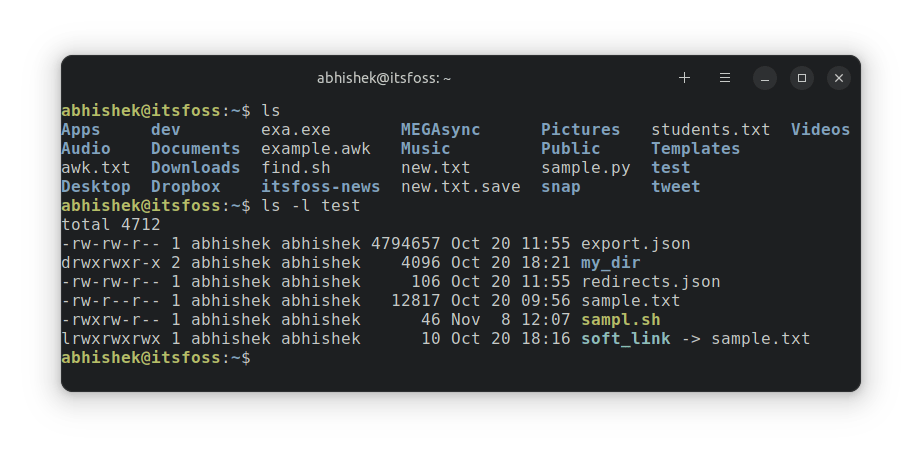 abhishek@itsfoss: ~
abhishek@itsfoss:~$ ls
Apps     dev        exa.exe       MEGAsync      Pictures   students.txt  Videos
Audio    Documents  example.awk   Music         Public     Templates
awk.txt  Downloads  find.sh       new.txt       sample.py  test
Desktop  Dropbox    itsfoss-news  new.txt.save  snap       tweet
abhishek@itsfoss:~$ ls -l test
total 4712
-rw-rw-r-- 1 abhishek abhishek 4794657 Oct 20 11:55 export.json
drwxrwxr-x 2 abhishek abhishek    4096 Oct 20 18:21 my_dir
-rw-rw-r-- 1 abhishek abhishek     106 Oct 20 11:55 redirects.json
-rw-r--r-- 1 abhishek abhishek   12817 Oct 20 09:56 sample.txt
-rwxrw-r-- 1 abhishek abhishek      46 Nov  8 12:07 sampl.sh
lrwxrwxrwx 1 abhishek abhishek      10 Oct 20 18:16 soft_link -> sample.txt
abhishek@itsfoss:~$